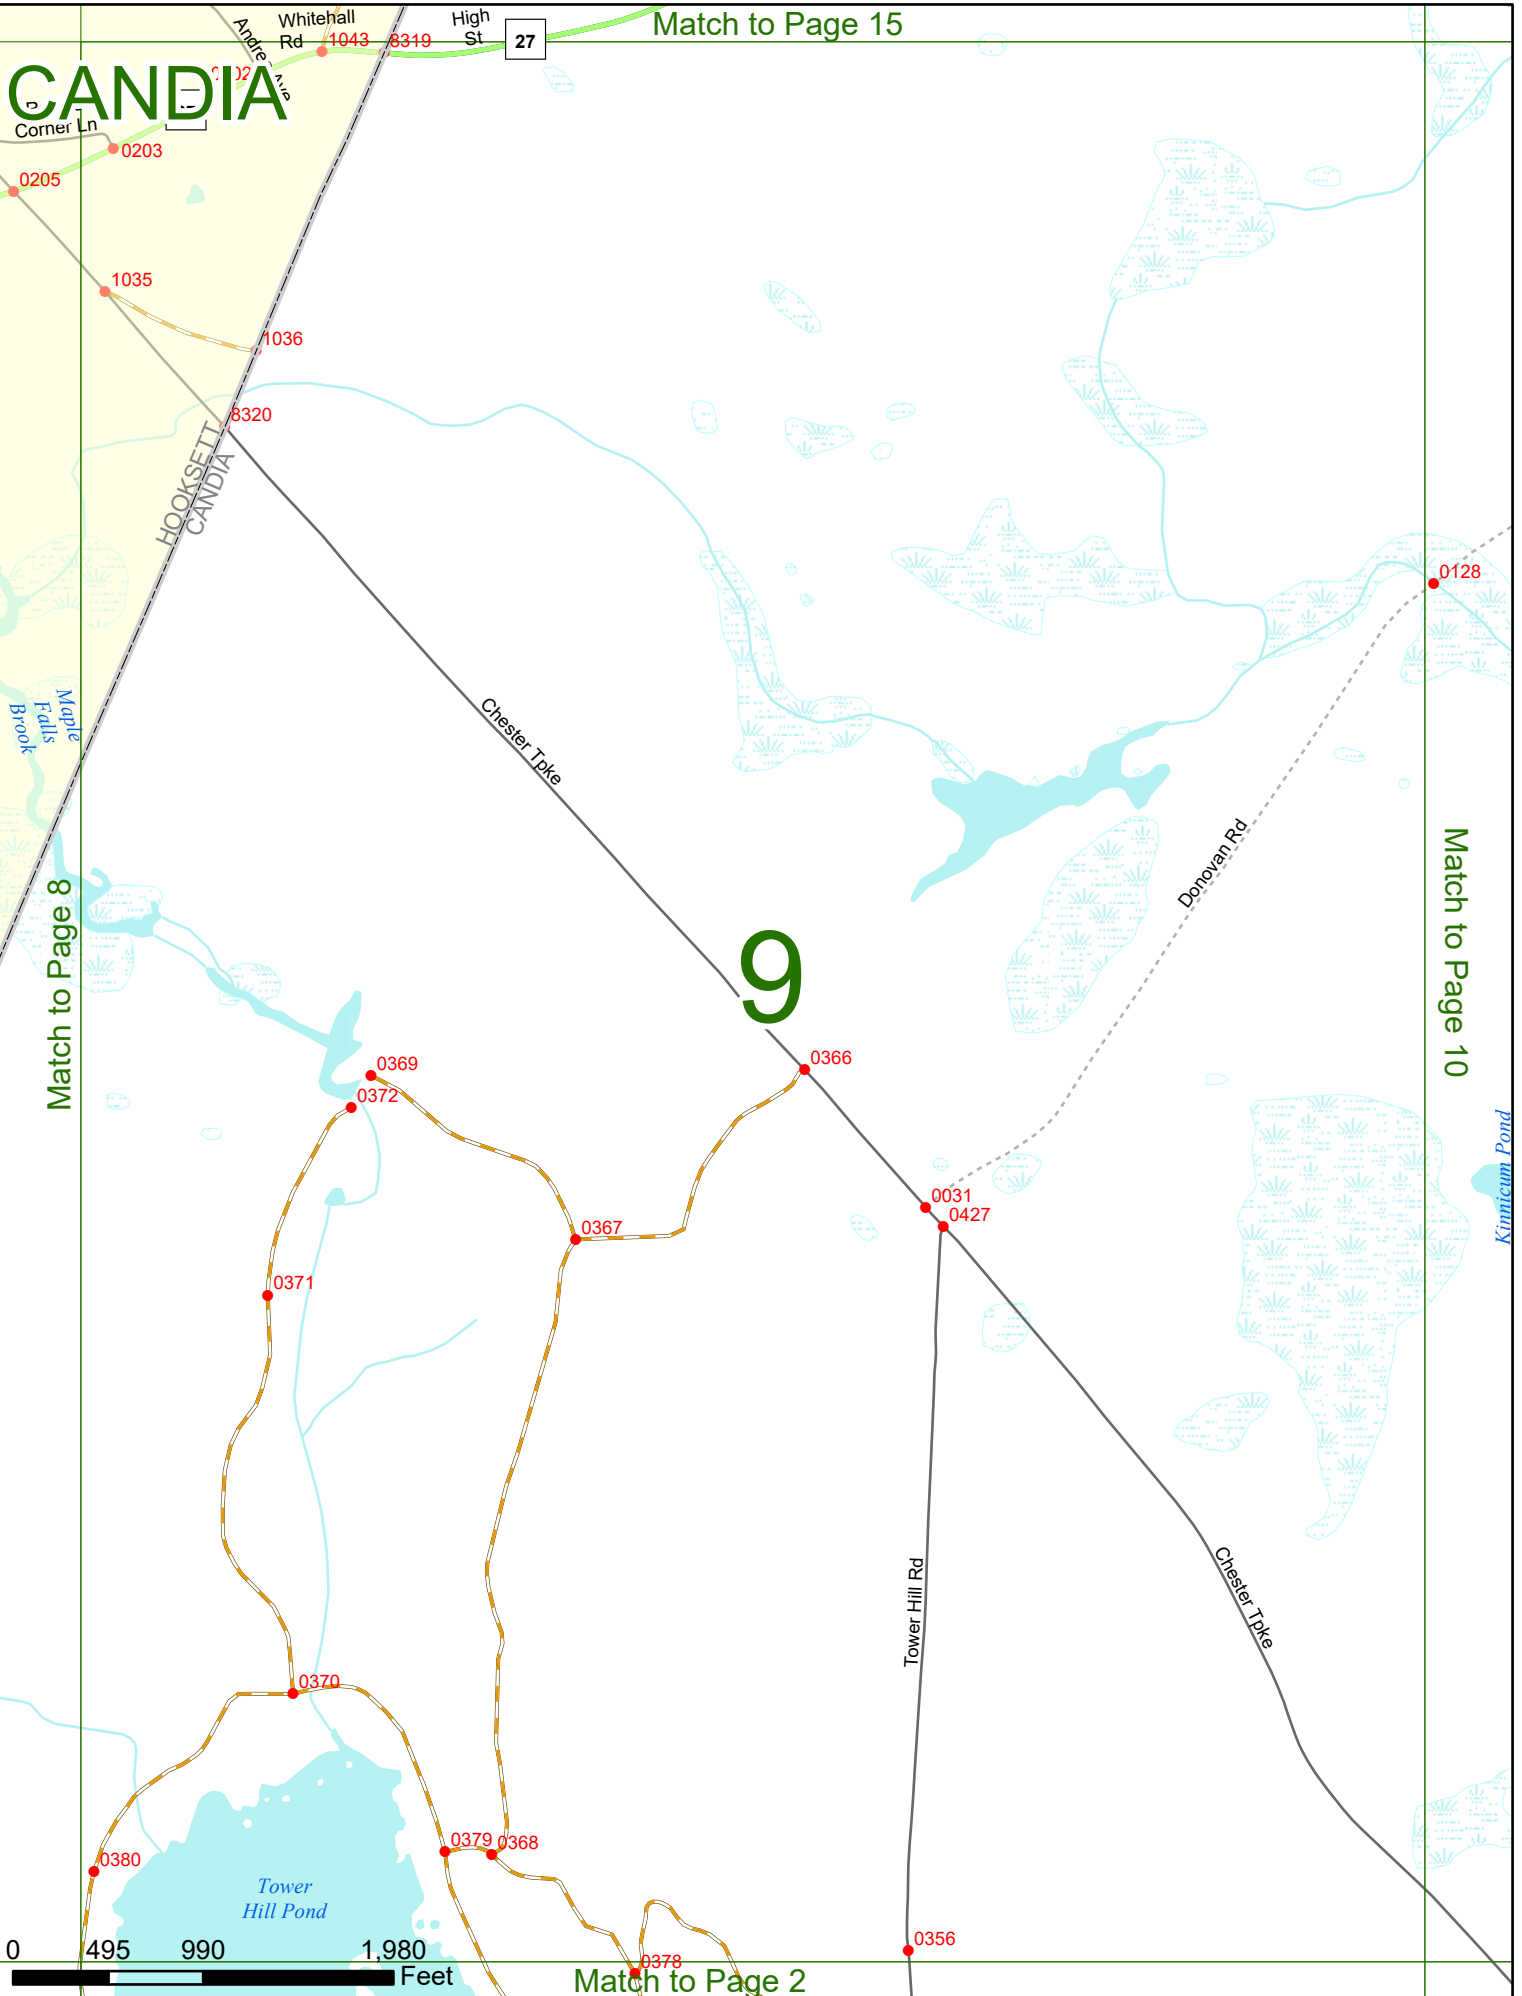 Match to Page 15
Whitehall
Rd
High
St
27
1043
8319
CANDIA
Corner Ln
0203
0205
1035
1036
8320
HOOKSETT
CANDIA
0128
Maple
Falls
Brook
Chester Tpke
Donovan Rd
Match to Page 8
Match to Page 10
9
0369
0366
0372
Kinnicum Pond
0031
0427
0367
0371
Tower Hill Rd
Chester Tpke
0370
0379
0368
0380
Tower
Hill Pond
0356
0378
0 495 990 1,980
Feet
Match to Page 2